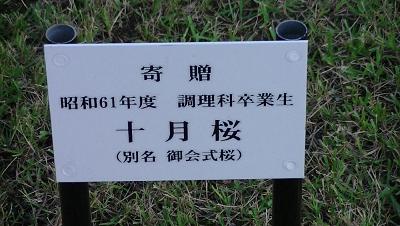 寄贈
昭和61年度　調理科卒業生
十月桜
（別名 御会式桜）